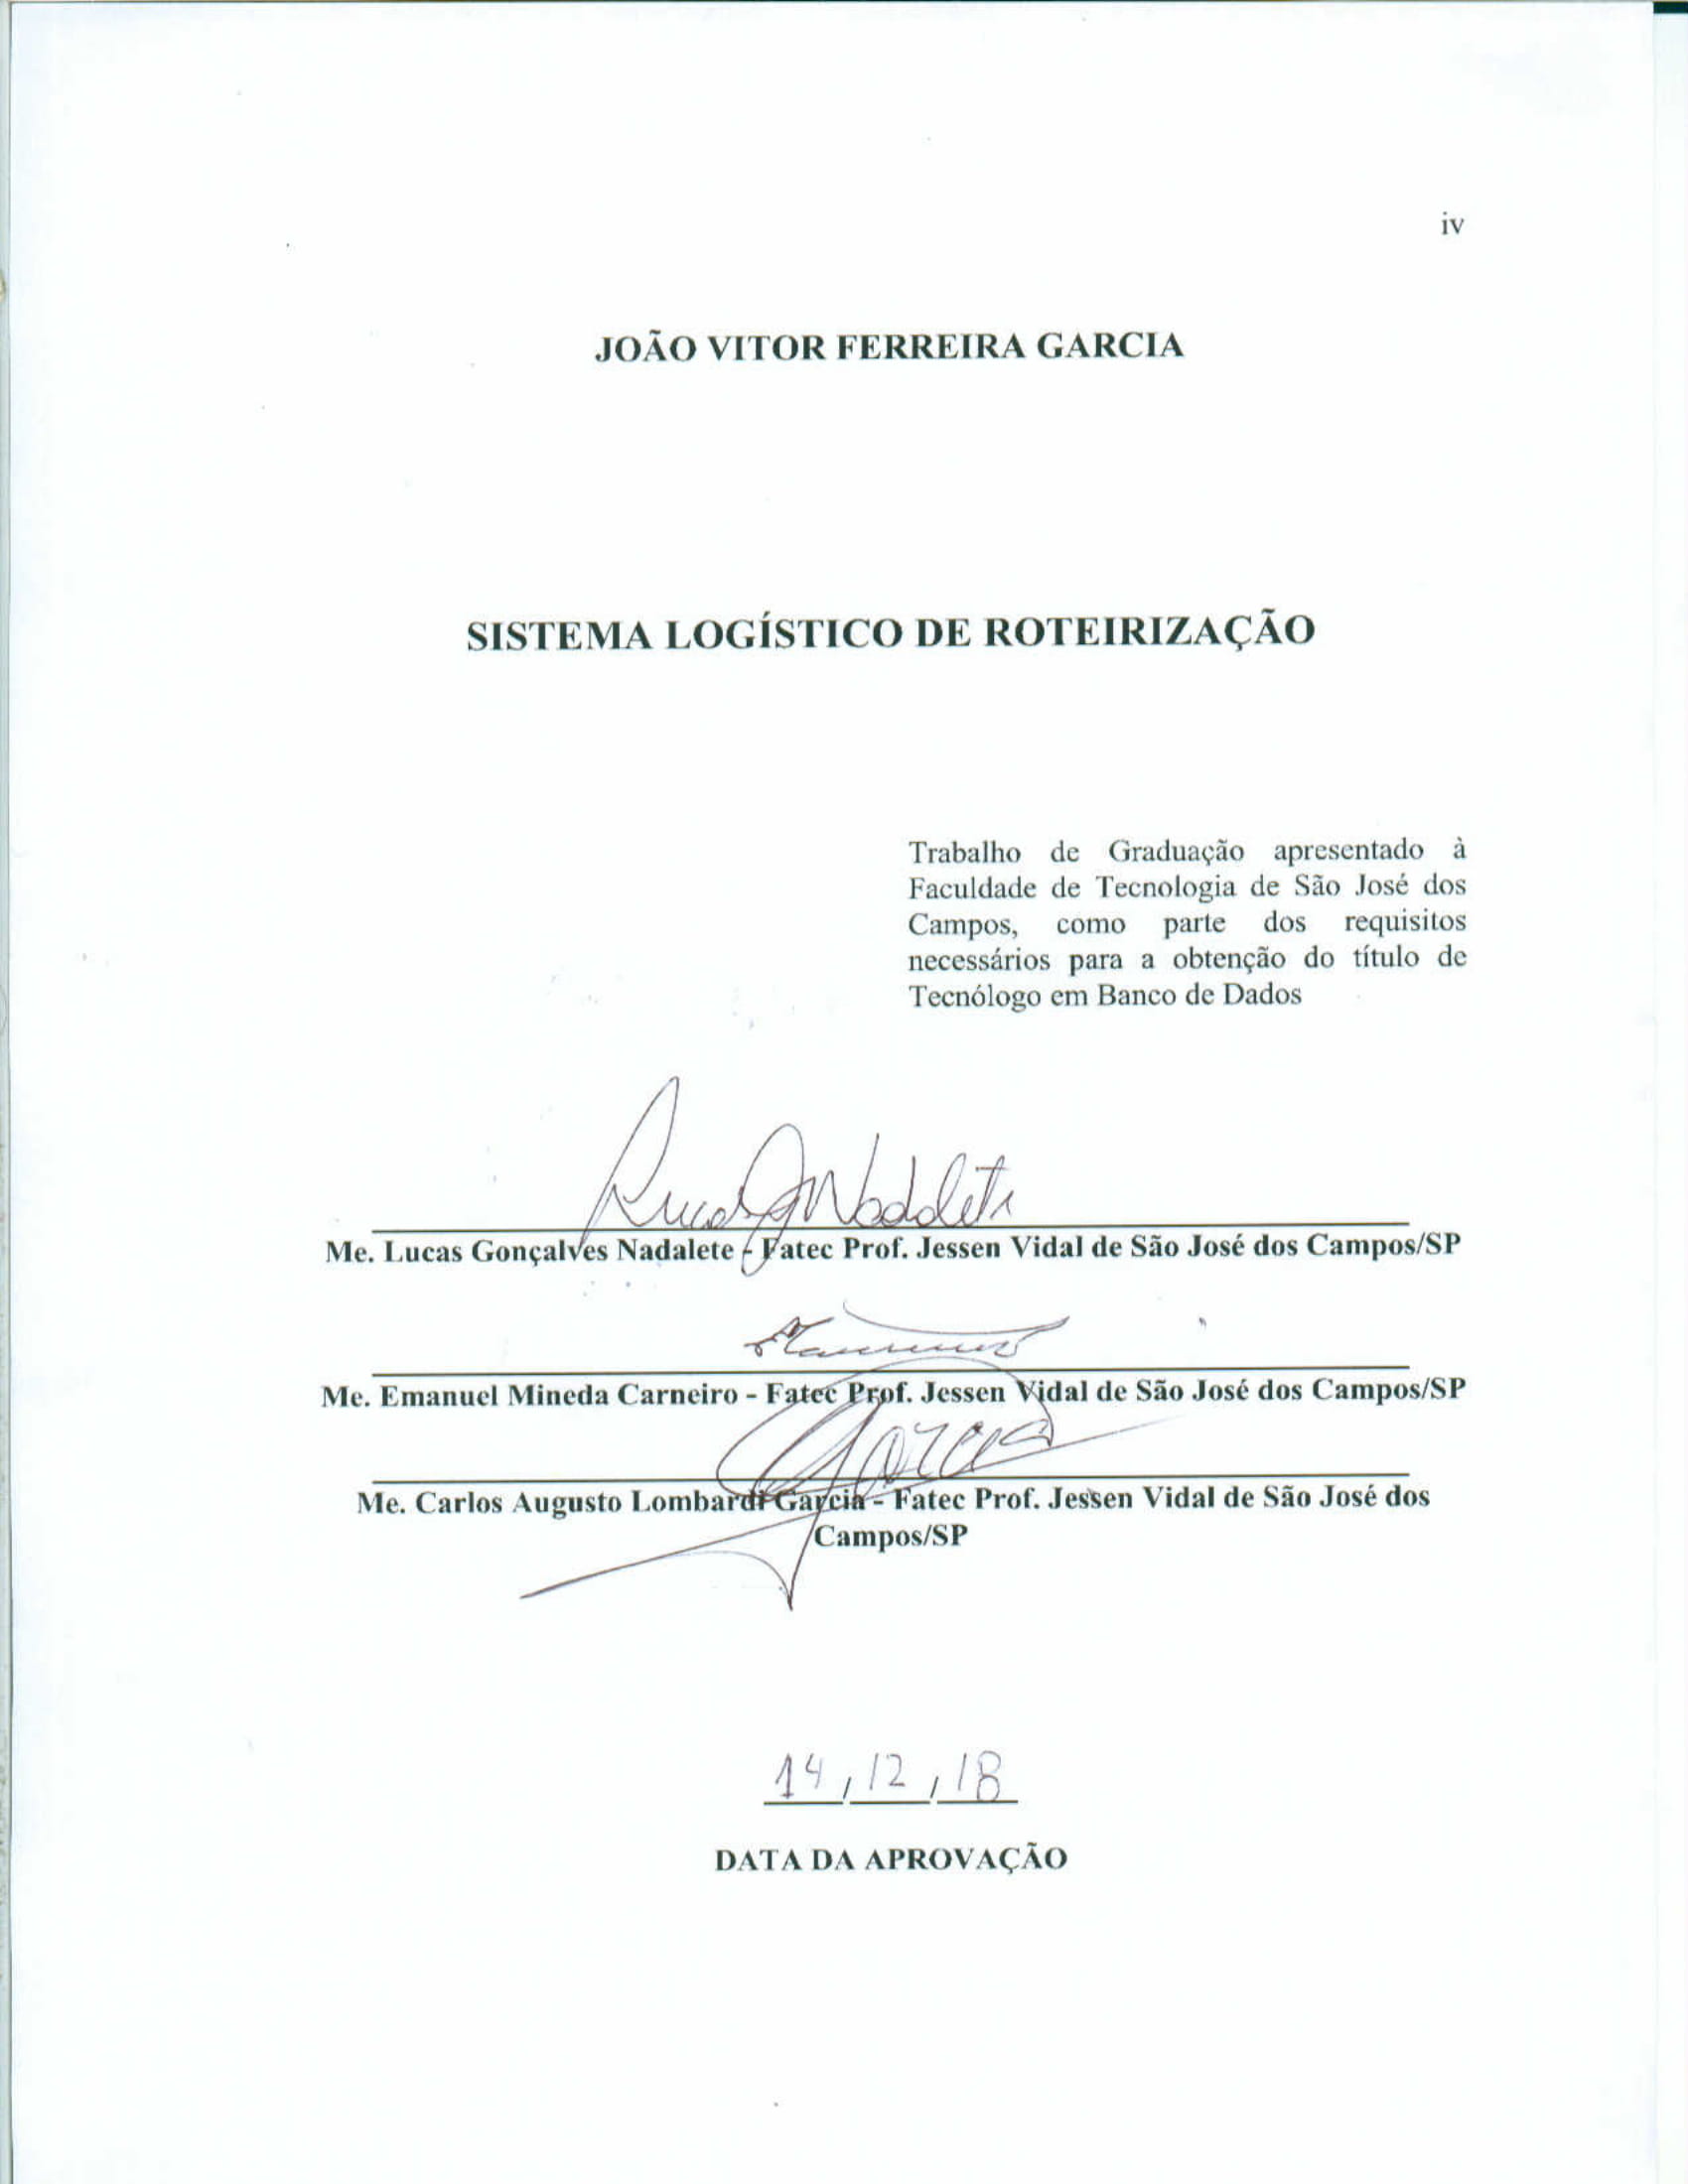 iv
JOÃO VITOR FERREIRA GARCIA
SISTEMA LOGÍSTICO DE ROTEIRIZAÇÃO
Trabalho de Graduação apresentado à
Faculdade de Tecnologia de São José dos
Campos, como parte dos requisitos
necessários para a obtenção do título de
Tecnólogo em Banco de Dados
Lucas G Nadalete
Me. Lucas Gonçalves Nadalete - Fatec Prof. Jessen Vidal de São José dos Campos/SP
Me. Emanuel Mineda Carneiro - Fatec Prof. Jessen Vidal de São José dos Campos/SP
Garcia
Me. Carlos Augusto Lombardi Garcia - Fatec Prof. Jessen Vidal de São José dos
Campos/SP
14/12/18
DATA DA APROVAÇÃO